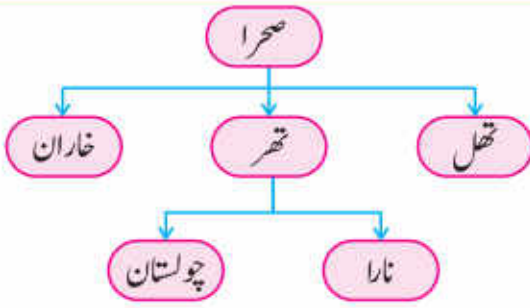 صحرا
تھل
تھر
خاران
نارا
چولستان